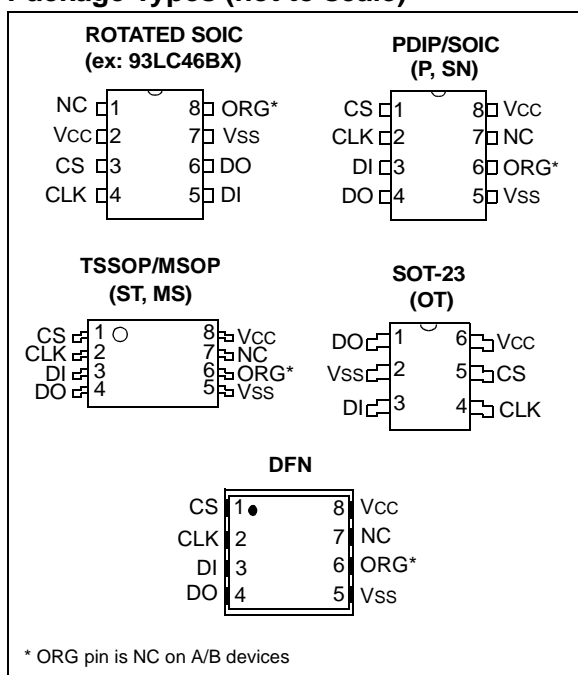 Package Types (not to scale)
ROTATED SOIC
(ex: 93LC46BX)
NC 1 8 ORG*
VCC 2 7 VSS
CS 3 6 DO
CLK 4 5 DI
PDIP/SOIC
(P, SN)
CS 1 8 VCC
CLK 2 7 NC
DI 3 6 ORG*
DO 4 5 VSS
TSSOP/MSOP
(ST, MS)
CS 1 8 VCC
CLK 2 7 NC
DI 3 6 ORG*
DO 4 5 VSS
SOT-23
(OT)
DO 1 6 VCC
VSS 2 5 CS
DI 3 4 CLK
DFN
CS 1 8 VCC
CLK 2 7 NC
DI 3 6 ORG*
DO 4 5 VSS
* ORG pin is NC on A/B devices